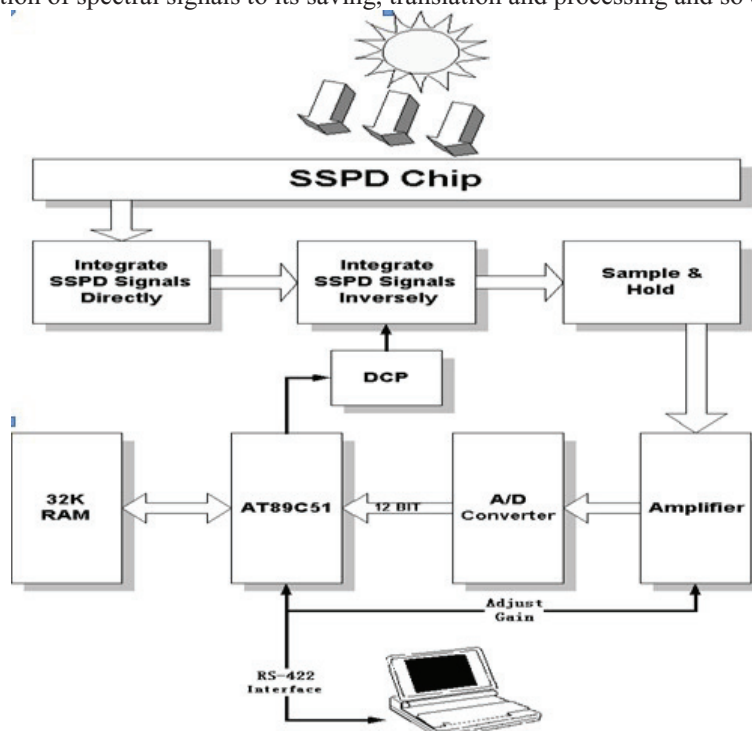 tion of spectral signals to its saving, translation and processing and so
SSPD Chip
Integrate
SSPD Signals
Directly
Integrate
SSPD Signals
Inversely
Sample &
Hold
DCP
32K
RAM
AT89C51
12 BIT
A/D
Converter
Amplifier
Adjust
Gain
RS-422
Interface